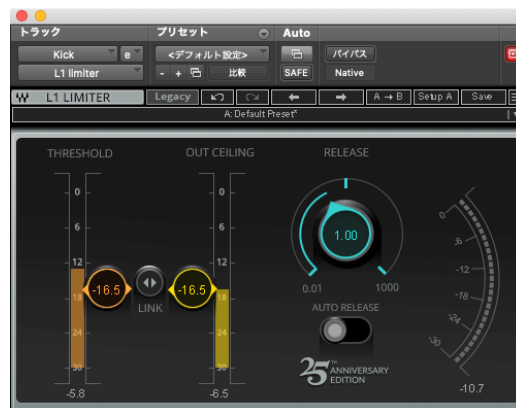 トラック プリセット Auto
Kick e <デフォルト設定> バイパス
L1 limiter - + 比較 SAFE Native
L1 LIMITER Legacy A → B Setup A Save
A: Default Preset*
THRESHOLD OUT CEILING RELEASE
0 0
6 6
12 12
-16.5 -16.5 1.00
18 18
LINK
0.01 1000
24 24
AUTO RELEASE
30 30
25TH ANNIVERSARY EDITION
-5.8 -6.5
0
-6
-12
-18
-24
-30
-10.7